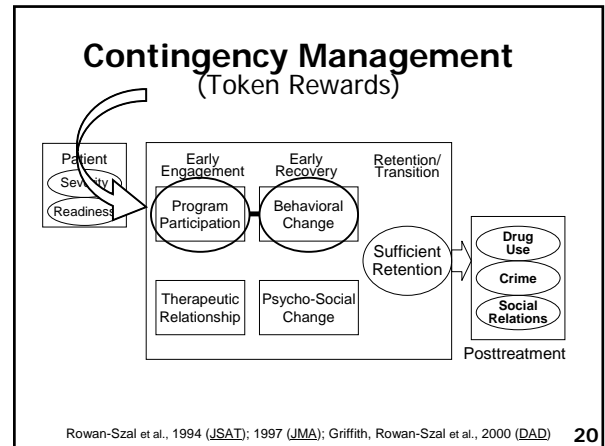 Contingency Management
(Token Rewards)
Patient
Severity
Readiness
Early
Engagement
Early
Recovery
Retention/
Transition
Program
Participation
Behavioral
Change
Sufficient
Retention
Therapeutic
Relationship
Psycho-Social
Change
Drug
Use
Crime
Social
Relations
Posttreatment
Rowan-Szal et al., 1994 (JSAT); 1997 (JMA); Griffith, Rowan-Szal et al., 2000 (DAD) 20